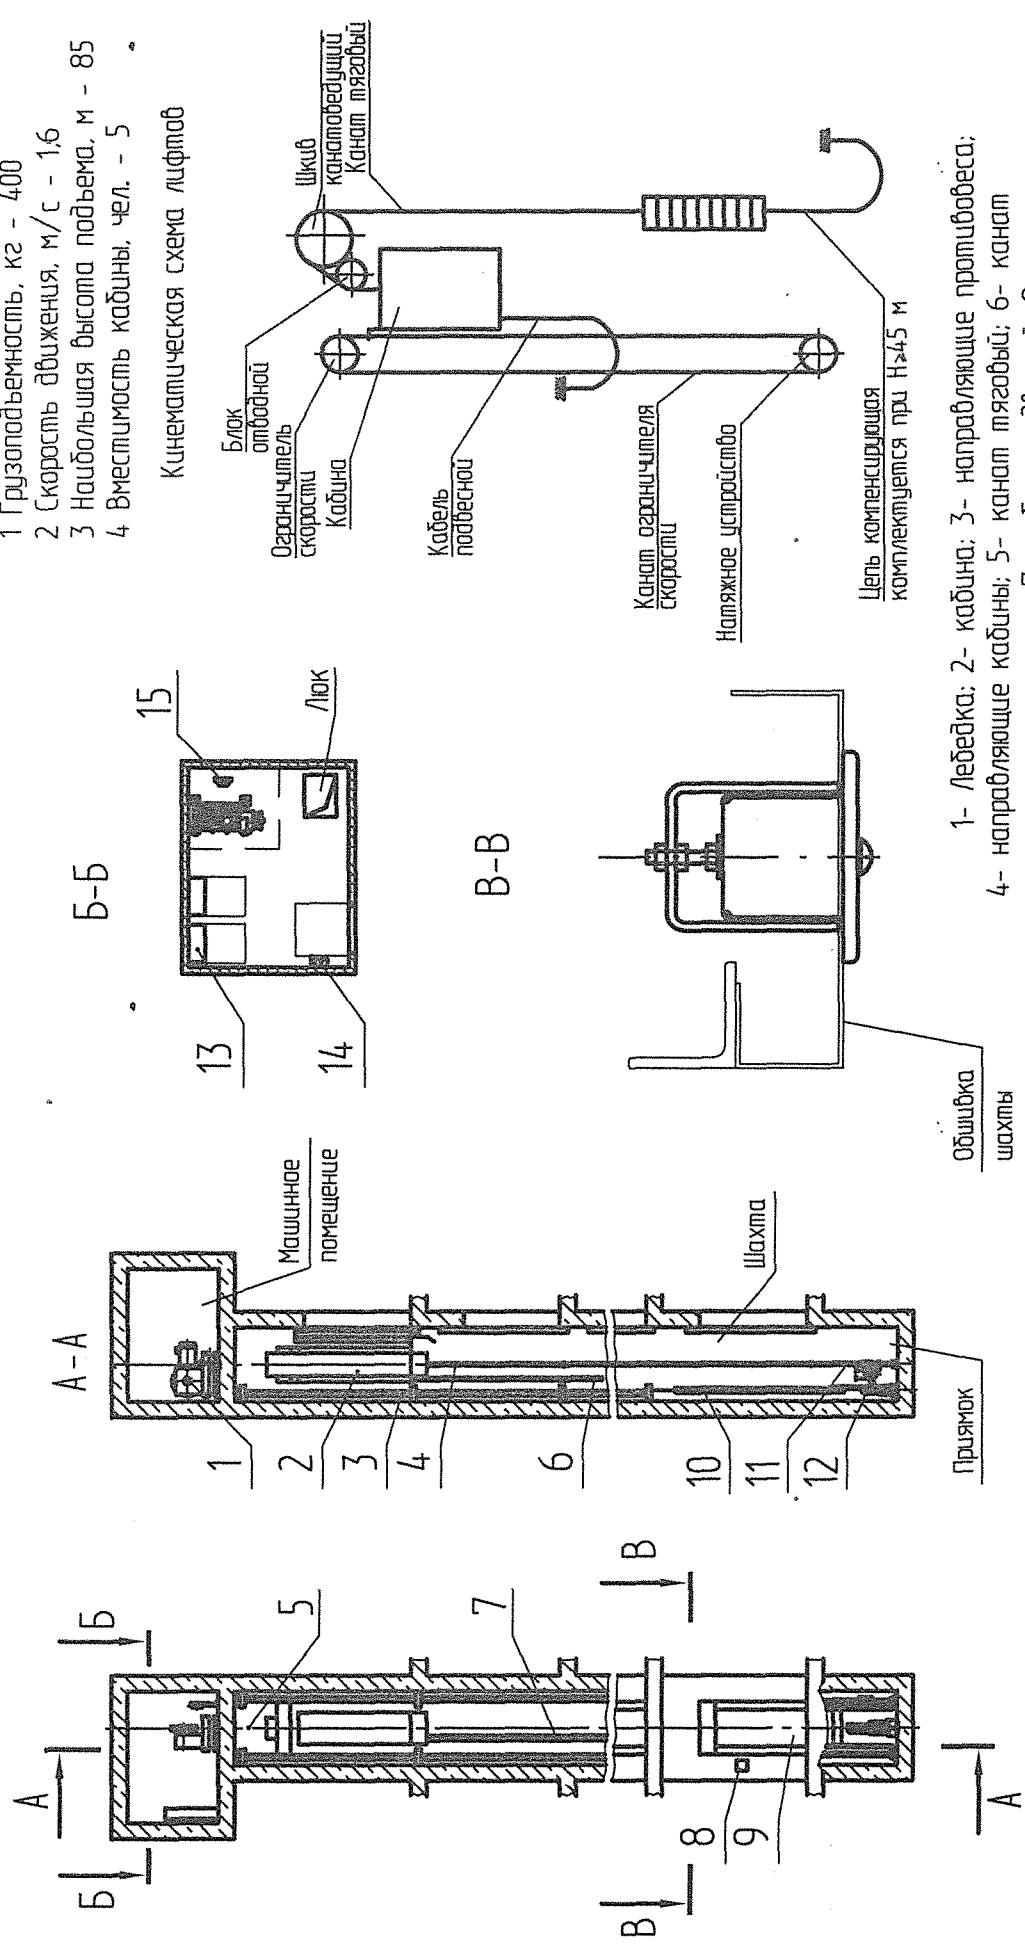 1 Грузоподъемность, кг - 400
2 Скорость движения, м/с - 1,6
3 Наибольшая высота подъема, м - 85
4 Вместимость кабины, чел. - 5
Кинематическая схема лифтов
Шкив
канатоведущий
Канат тяговый
Блок
отводной
Ограничитель
скорости
Кабина
Кабель
подвесной
Канат ограничителя
скорости
Натяжное устройство
Цепь компенсирующая
комплектуется при H≥45 м
Б-Б
15
Люк
13
14
В-В
Обшивка
шахты
А-А
Машинное
помещение
Шахта
Приямок
1
2
3
4
6
10
11
12
А
А
Б
Б
В
В
5
7
8
9
1- Лебедка; 2- кабина; 3- направляющие противовеса;
4- направляющие кабины; 5- канат тяговый; 6- канат